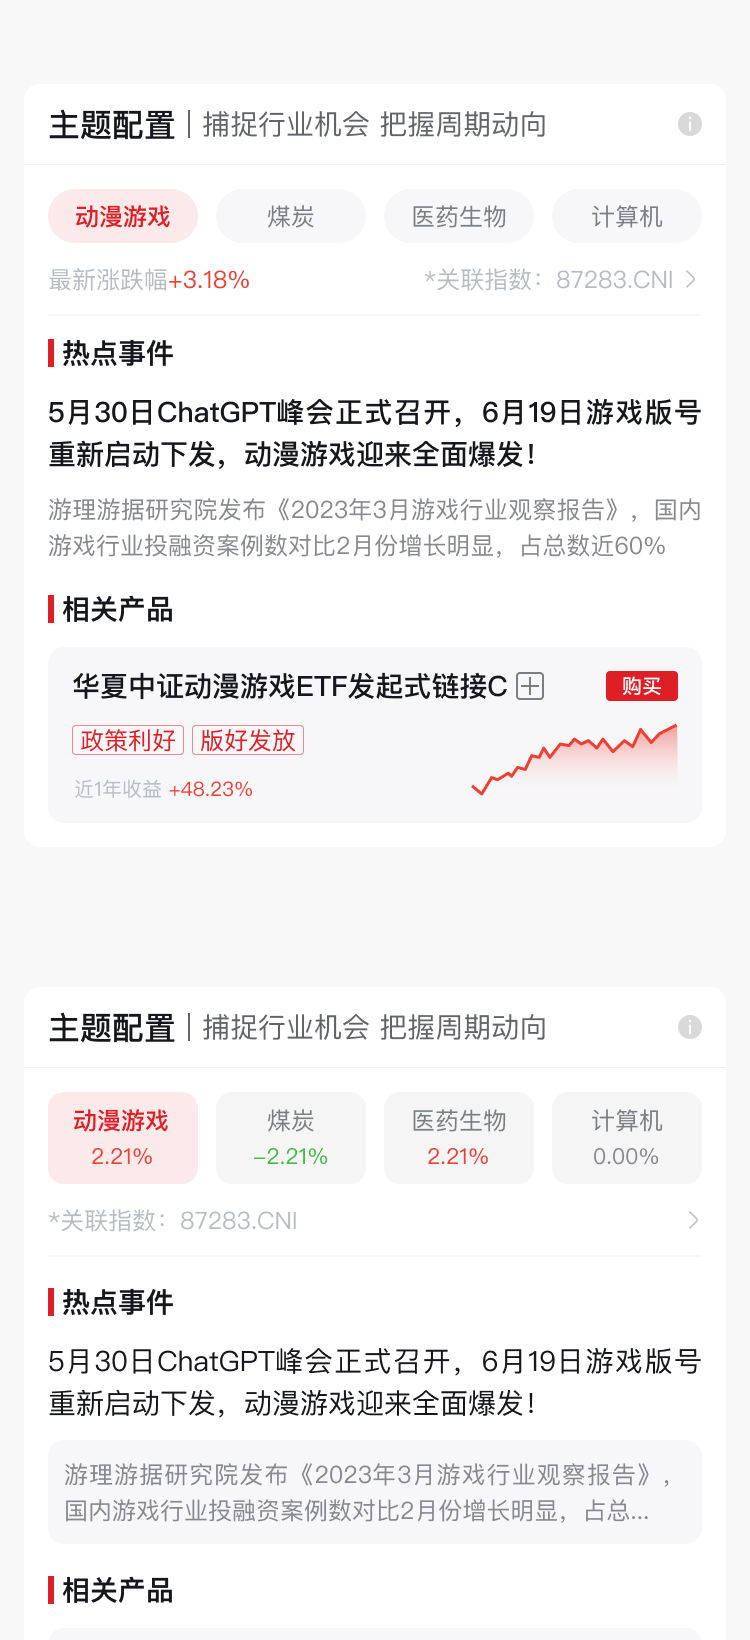 主题配置 | 捕捉行业机会 把握周期动向
动漫游戏 煤炭 医药生物 计算机
最新涨跌幅+3.18% *关联指数：87283.CNI
热点事件
5月30日ChatGPT峰会正式召开，6月19日游戏版号
重新启动下发，动漫游戏迎来全面爆发！
游理游据研究院发布《2023年3月游戏行业观察报告》，国内
游戏行业投融资案例数对比2月份增长明显，占总数近60%
相关产品
华夏中证动漫游戏ETF发起式链接C 购买
政策利好 版好发放
近1年收益 +48.23%
主题配置 | 捕捉行业机会 把握周期动向
动漫游戏 煤炭 医药生物 计算机
2.21% -2.21% 2.21% 0.00%
*关联指数：87283.CNI
热点事件
5月30日ChatGPT峰会正式召开，6月19日游戏版号
重新启动下发，动漫游戏迎来全面爆发！
游理游据研究院发布《2023年3月游戏行业观察报告》，
国内游戏行业投融资案例数对比2月份增长明显，占总...
相关产品